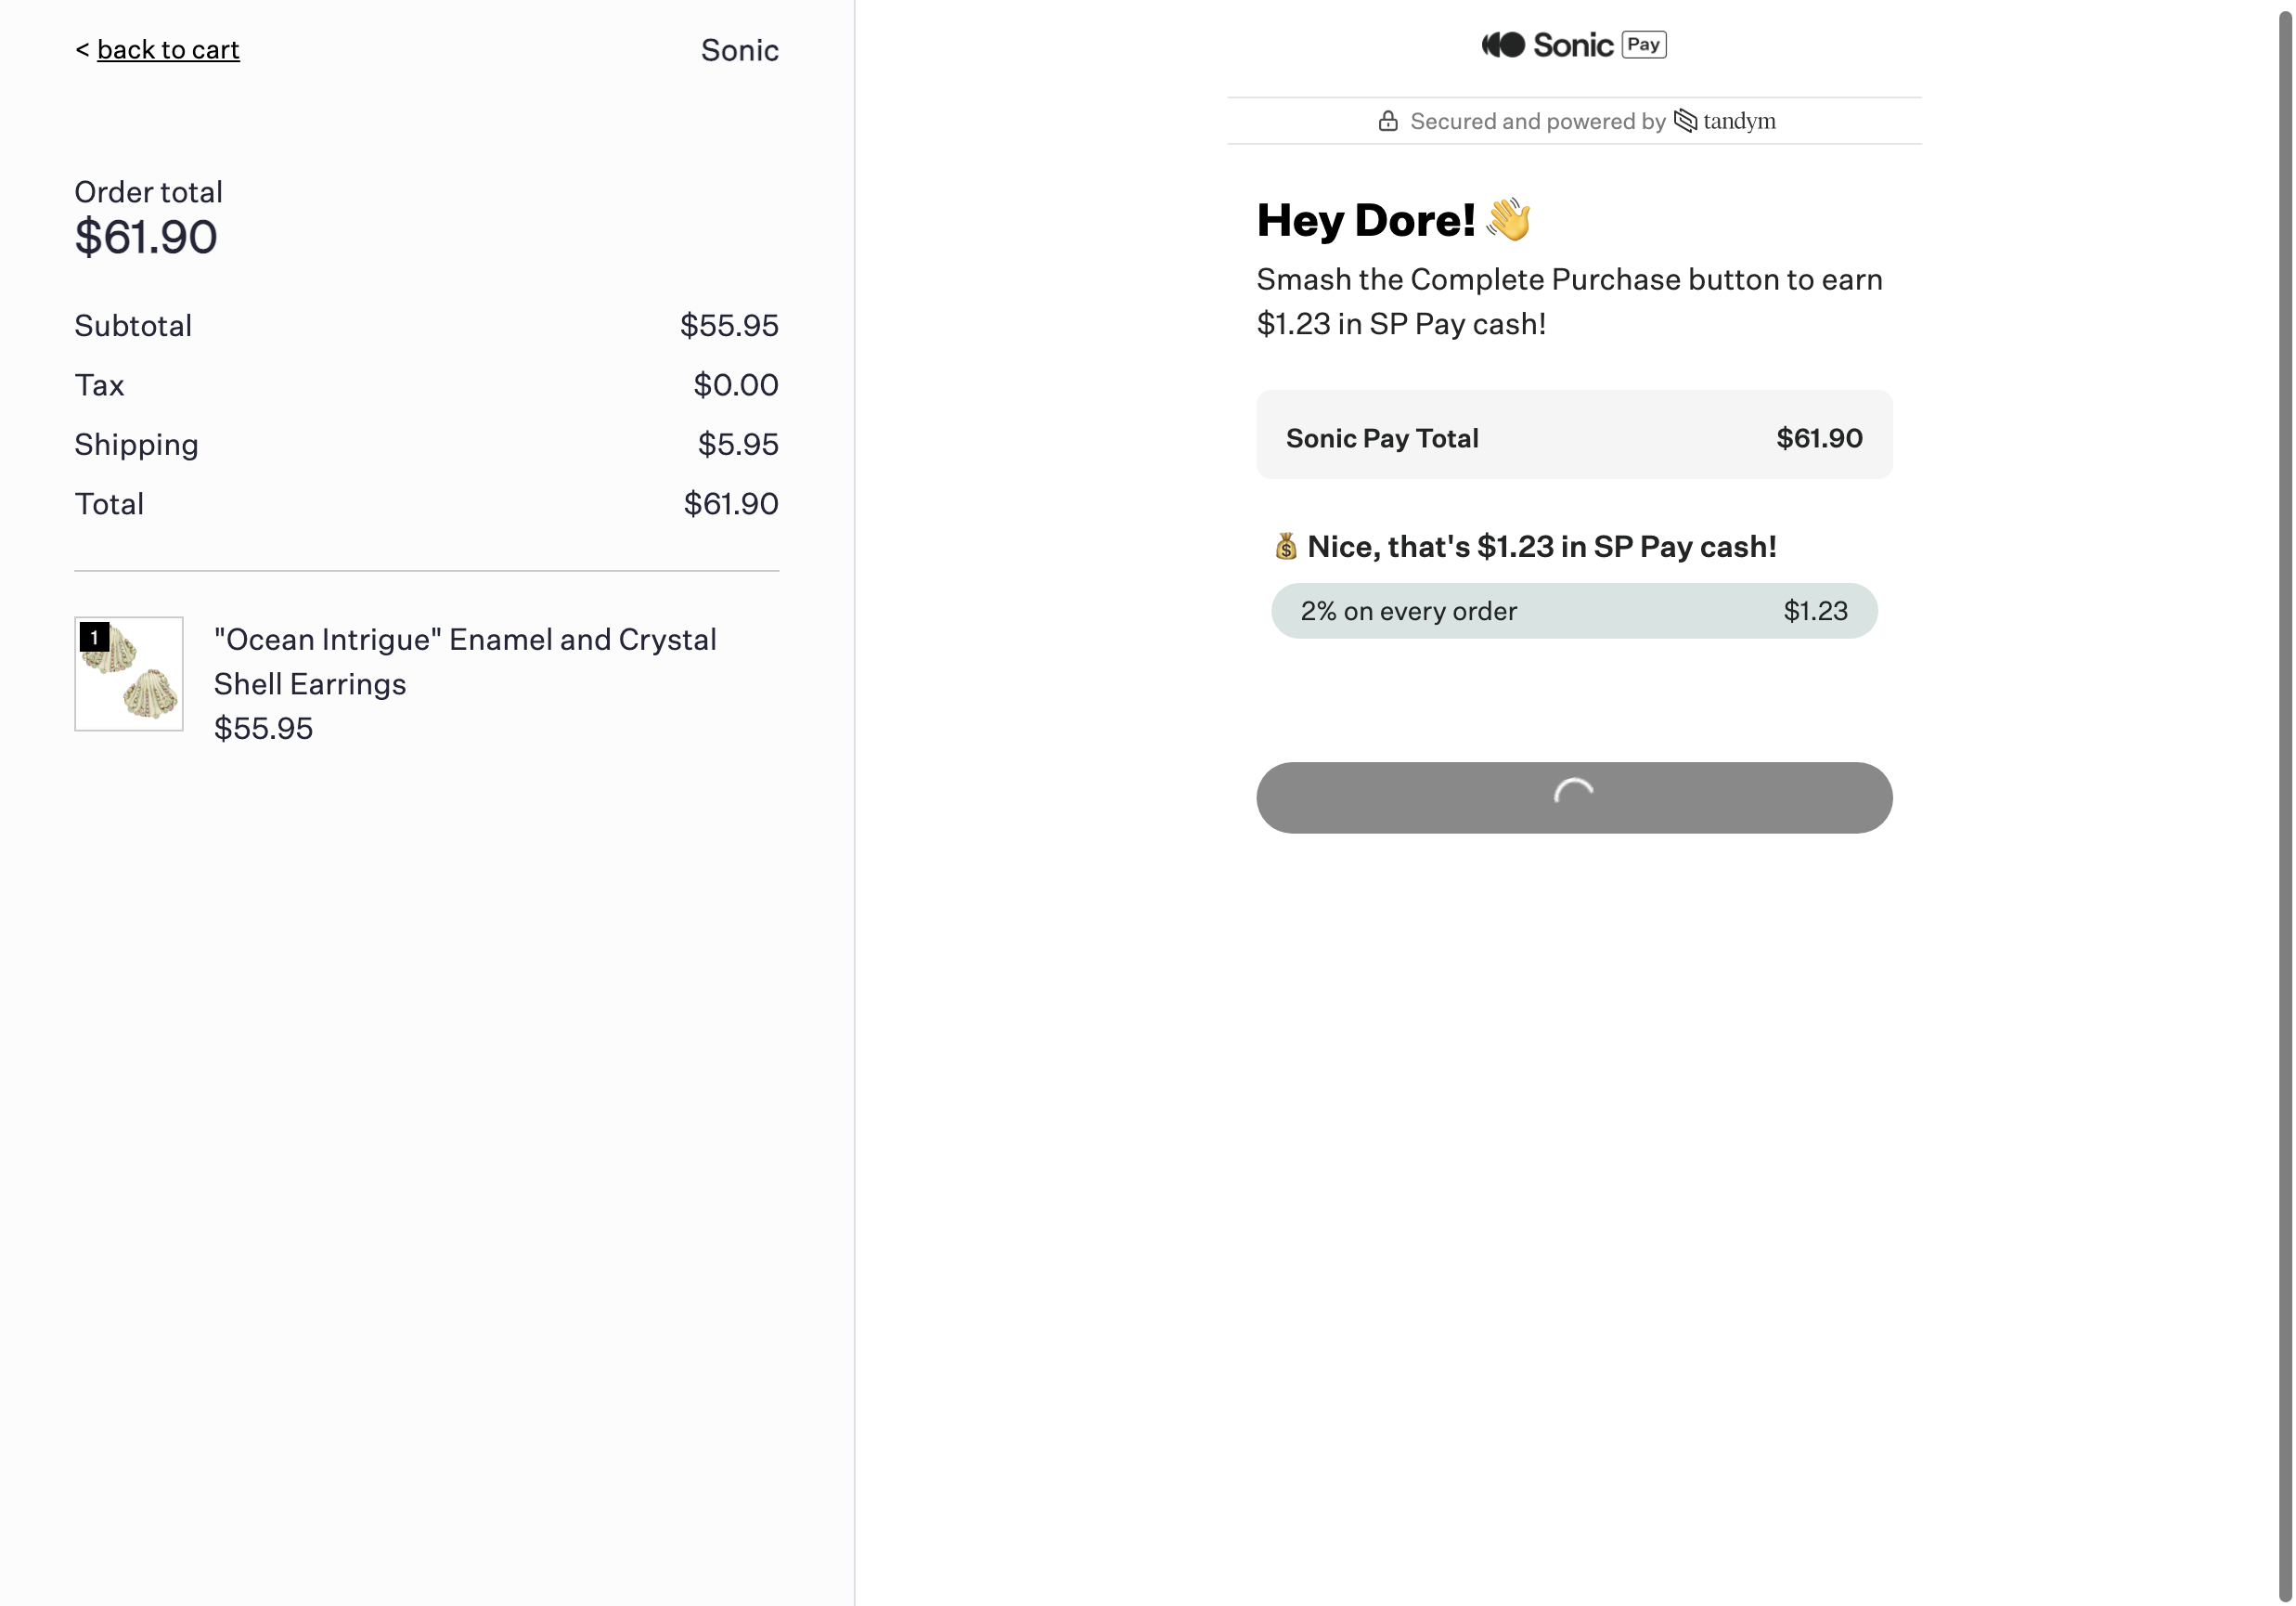 < back to cart
Sonic
Order total
$61.90
Subtotal $55.95
Tax $0.00
Shipping $5.95
Total $61.90
1
"Ocean Intrigue" Enamel and Crystal
Shell Earrings
$55.95
Sonic Pay
Secured and powered by tandym
Hey Dore! 👋
Smash the Complete Purchase button to earn
$1.23 in SP Pay cash!
Sonic Pay Total $61.90
💰 Nice, that's $1.23 in SP Pay cash!
2% on every order $1.23